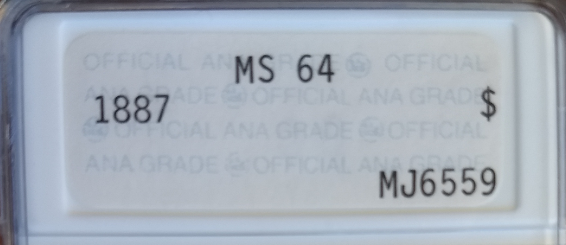 OFFICIAL ANA GRADE OFFICIAL
MS 64
ANA GRADE OFFICIAL ANA GRADE
1887 $
OFFICIAL ANA GRADE OFFICIAL
ANA GRADE OFFICIAL ANA GRADE
MJ6559